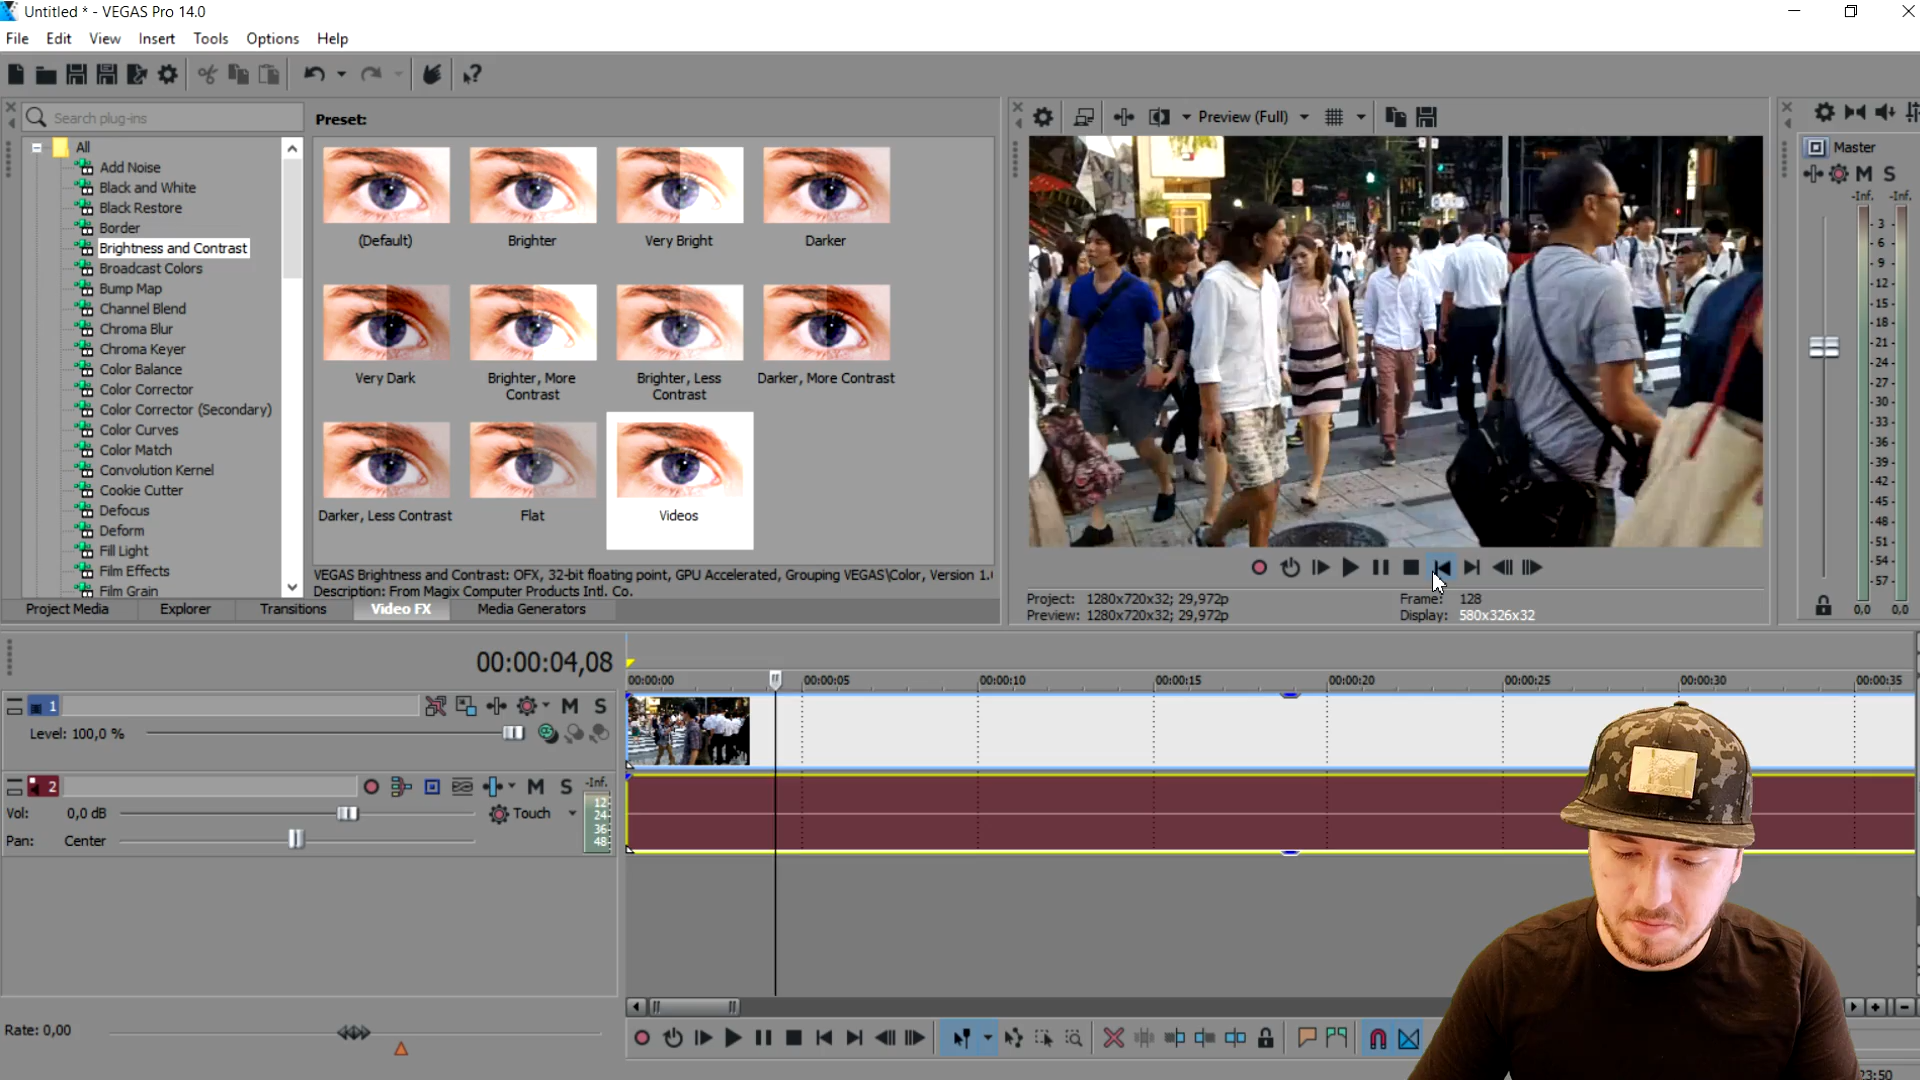 Untitled * - VEGAS Pro 14.0
File Edit View Insert Tools Options Help
Search plug-ins
All
Add Noise
Black and White
Black Restore
Border
Brightness and Contrast
Broadcast Colors
Bump Map
Channel Blend
Chroma Blur
Chroma Keyer
Color Balance
Color Corrector
Color Corrector (Secondary)
Color Curves
Color Match
Convolution Kernel
Cookie Cutter
Defocus
Deform
Fill Light
Film Effects
Film Grain
Preset:
(Default) Brighter Very Bright Darker
Very Dark Brighter, More Contrast Brighter, Less Contrast Darker, More Contrast
Darker, Less Contrast Flat Videos
VEGAS Brightness and Contrast: OFX, 32-bit floating point, GPU Accelerated, Grouping VEGAS\Color, Version 1.
Description: From Magix Computer Products Intl. Co.
Project Media Explorer Transitions Video FX Media Generators
Preview (Full)
Project: 1280x720x32; 29,972p
Preview: 1280x720x32; 29,972p
Frame: 128
Display: 580x326x32
Master
M S
-Inf. -Inf.
- 3 -
- 6 -
- 9 -
-12-
-15-
-18-
-21-
-24-
-27-
-30-
-33-
-36-
-39-
-42-
-45-
-48-
-51-
-54-
-57-
0,0 0,0
00:00:04,08
00:00:00 00:00:05 00:00:10 00:00:15 00:00:20 00:00:25 00:00:30 00:00:35
1 M S
Level: 100,0 %
2 M S -Inf.
Vol: 0,0 dB Touch
Pan: Center
12
24
36
48
Rate: 0,00
23:50